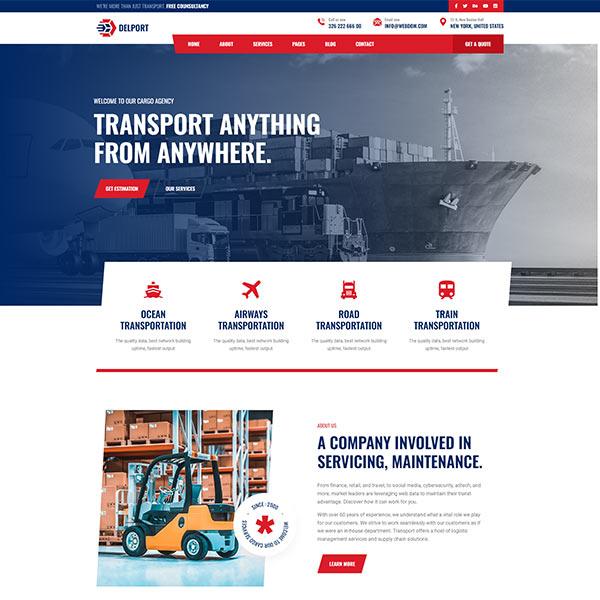 WE'RE MORE THAN JUST TRANSPORT. FREE COUNSULTANCY
DELPORT
Call us now
326 222 666 00
Email now
INFO@WEBDOM.COM
12/A, New Boston Hall
NEW YORK, UNITED STATES
HOME ABOUT SERVICES PAGES BLOG CONTACT GET A QUOTE
WELCOME TO OUR CARGO AGENCY
TRANSPORT ANYTHING
FROM ANYWHERE.
GET ESTIMATION OUR SERVICES
OCEAN
TRANSPORTATION
The quality data, best network building
uptime, fastest output
AIRWAYS
TRANSPORTATION
The quality data, best network building
uptime, fastest output
ROAD
TRANSPORTATION
The quality data, best network building
uptime, fastest output
TRAIN
TRANSPORTATION
The quality data, best network building
uptime, fastest output
SINCE-2000
WELCOME TO OUR CARGO SERVICES
ABOUT US
A COMPANY INVOLVED IN
SERVICING, MAINTENANCE.
From finance, retail, and travel, to social media, cybersecurity, adtech, and
more, market leaders are leveraging web data to maintain their transit
advantage. Discover how it can work for you.
With over 60 years of experience, we understand what a vital role we play
for our customers. We strive to work seamlessly with our customers as if
we were an in-house department. Transport offers a host of logistic
management services and supply chain solutions.
LEARN MORE